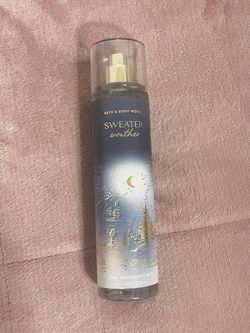 BATH & BODY WORKS
SWEATER
weather
FINE FRAGRANCE MIST